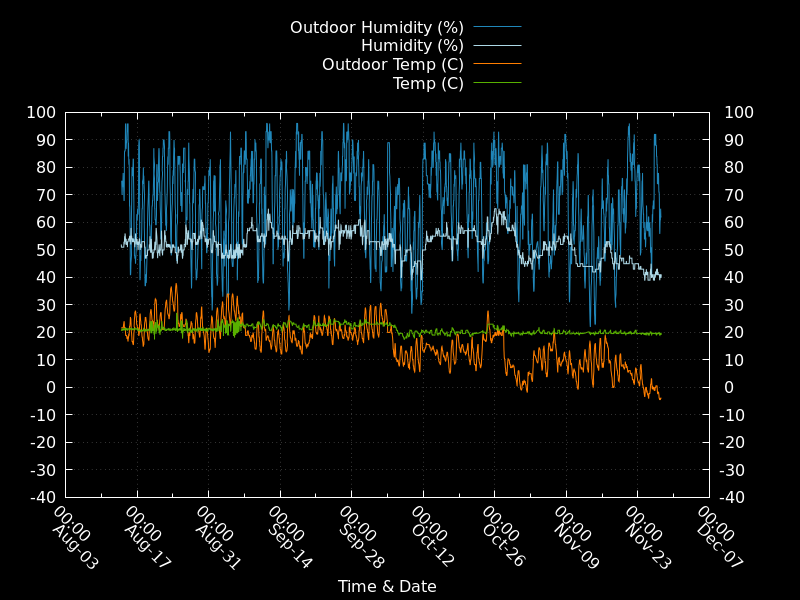 Outdoor Humidity (%)
Humidity (%)
Outdoor Temp (C)
Temp (C)
100 100
90 90
80 80
70 70
60 60
50 50
40 40
30 30
20 20
10 10
0 0
-10 -10
-20 -20
-30 -30
-40 -40
00:00 00:00 00:00 00:00 00:00 00:00 00:00 00:00 00:00 00:00
Aug-03 Aug-17 Aug-31 Sep-14 Sep-28 Oct-12 Oct-26 Nov-09 Nov-23 Dec-07
Time & Date